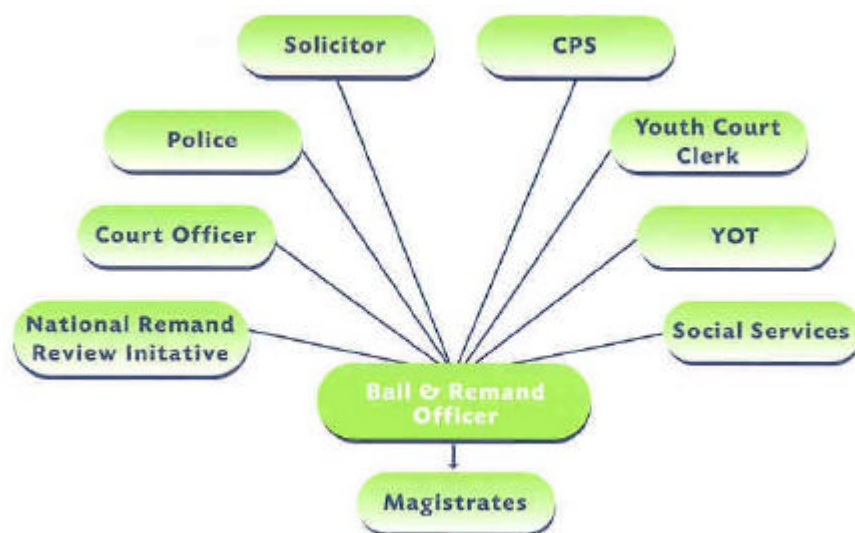 Solicitor
CPS
Police
Youth Court
Clerk
Court Officer
YOT
National Remand
Review Initative
Social Services
Bail & Remand
Officer
Magistrates